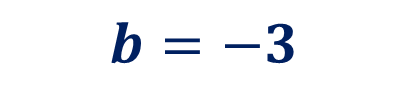 b = −3